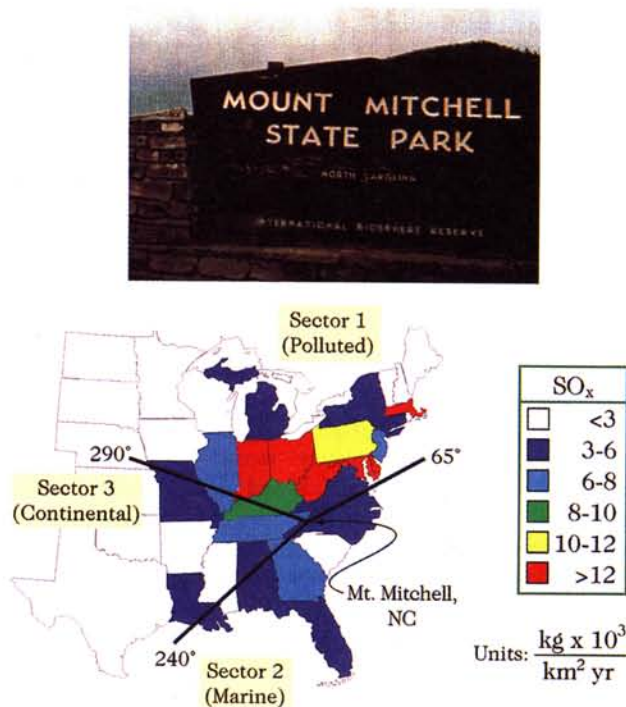 MOUNT MITCHELL
STATE PARK
NORTH CAROLINA
INTERNATIONAL BIOSPHERE RESERVE
Sector 1
(Polluted)
290°
65°
Sector 3
(Continental)
Mt. Mitchell,
NC
240°
Sector 2
(Marine)
SOₓ
<3
3-6
6-8
8-10
10-12
>12
Units: kg x 10³
km² yr